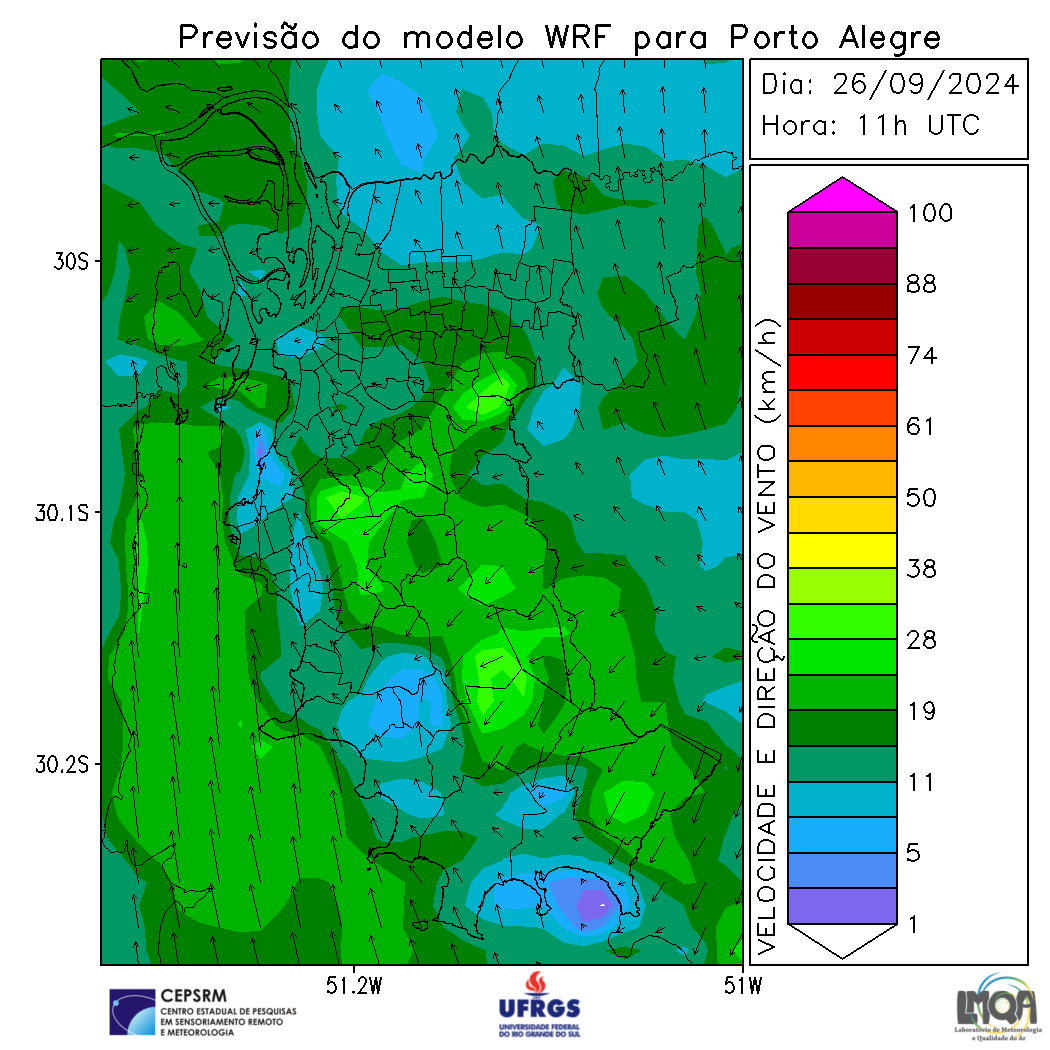 Previsão do modelo WRF para Porto Alegre
Dia: 26/09/2024
Hora: 11h UTC
30S
30.1S
30.2S
51.2W
51W
VELOCIDADE E DIREÇÃO DO VENTO (km/h)
100
88
74
61
50
38
28
19
11
5
1
CEPSRM
CENTRO ESTADUAL DE PESQUISAS
EM SENSORIAMENTO REMOTO
E METEOROLOGIA
UFRGS
UNIVERSIDADE FEDERAL
DO RIO GRANDE DO SUL
LMQA
Laboratório de Meteorologia
e Qualidade do Ar